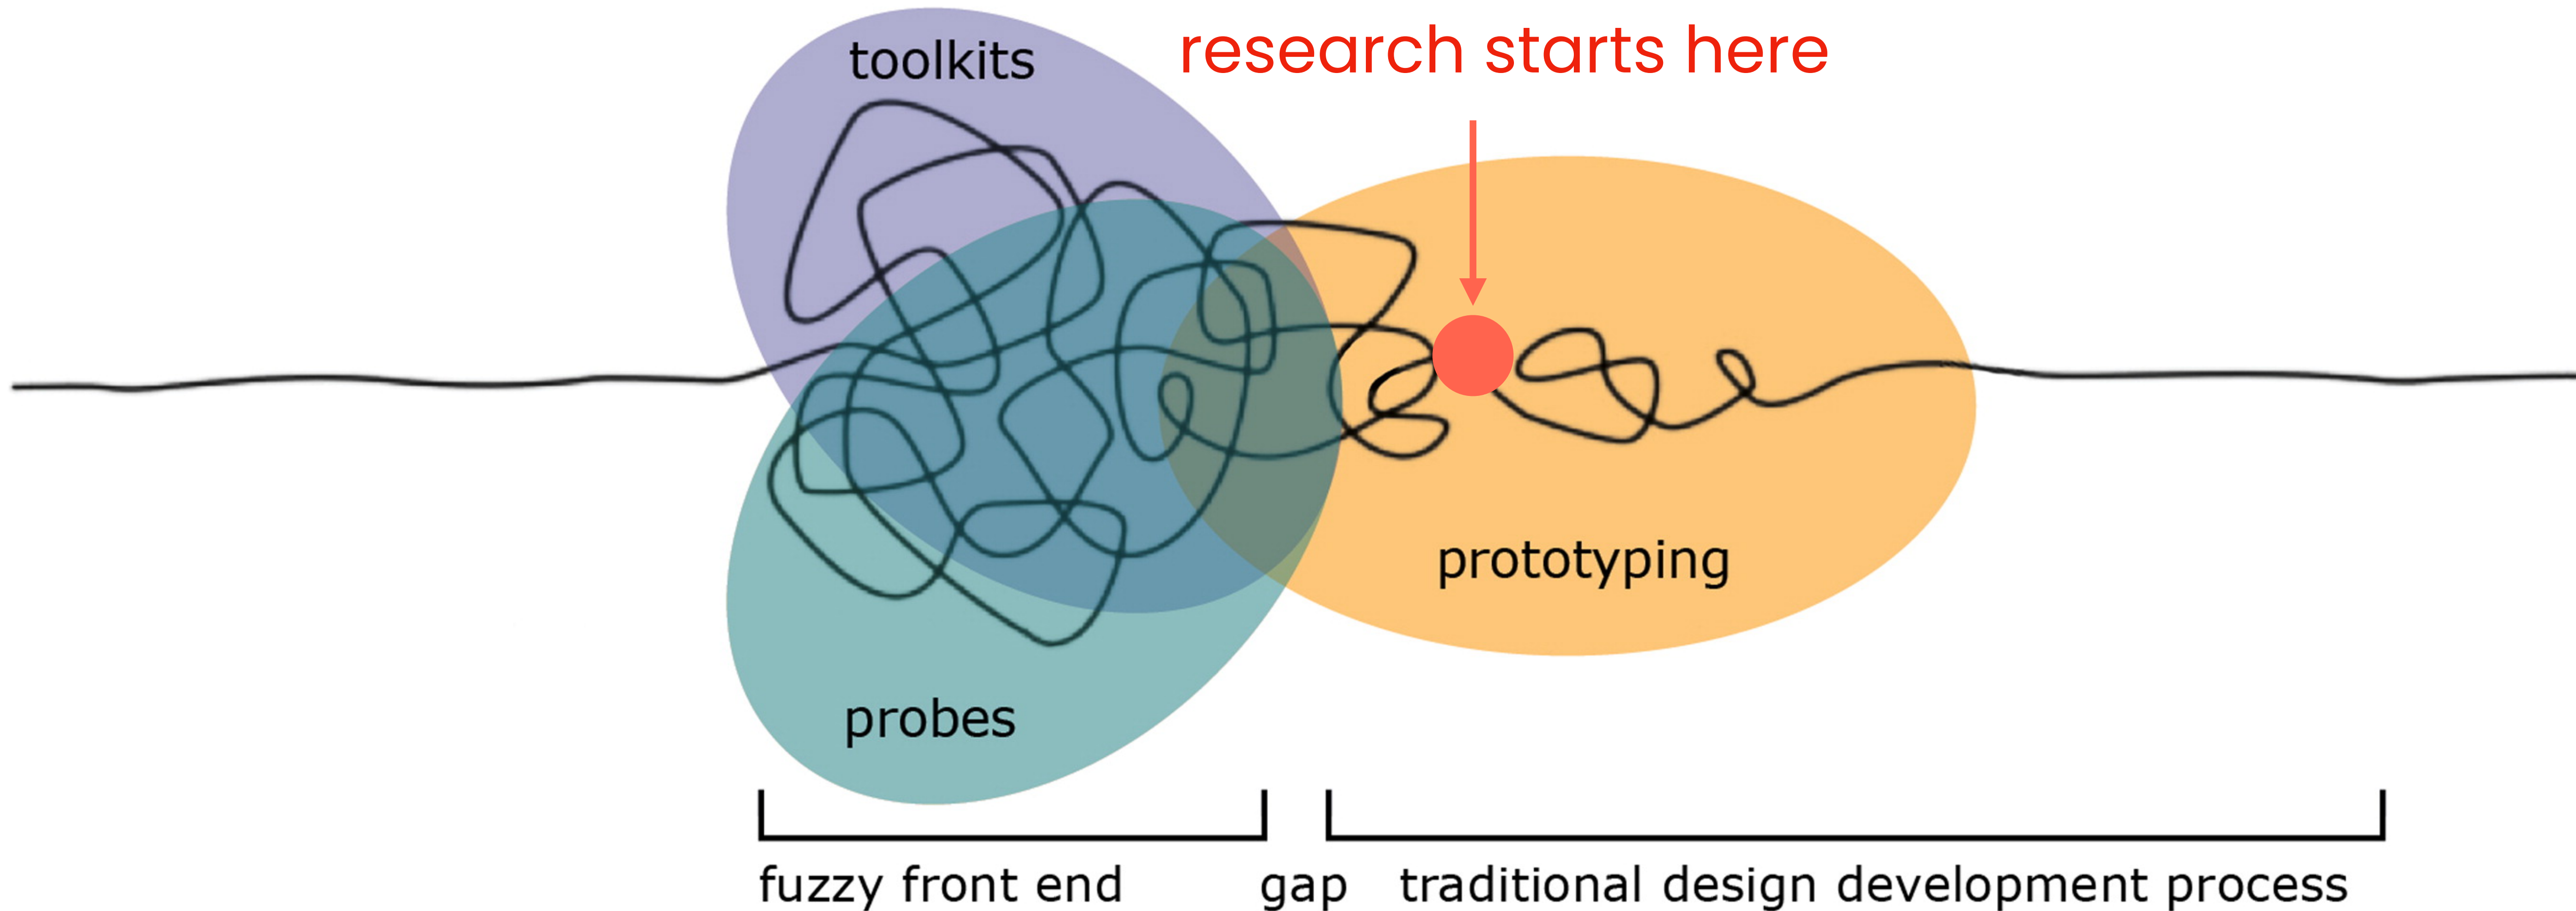 toolkits
research starts here
prototyping
probes
fuzzy front end
gap
traditional design development process